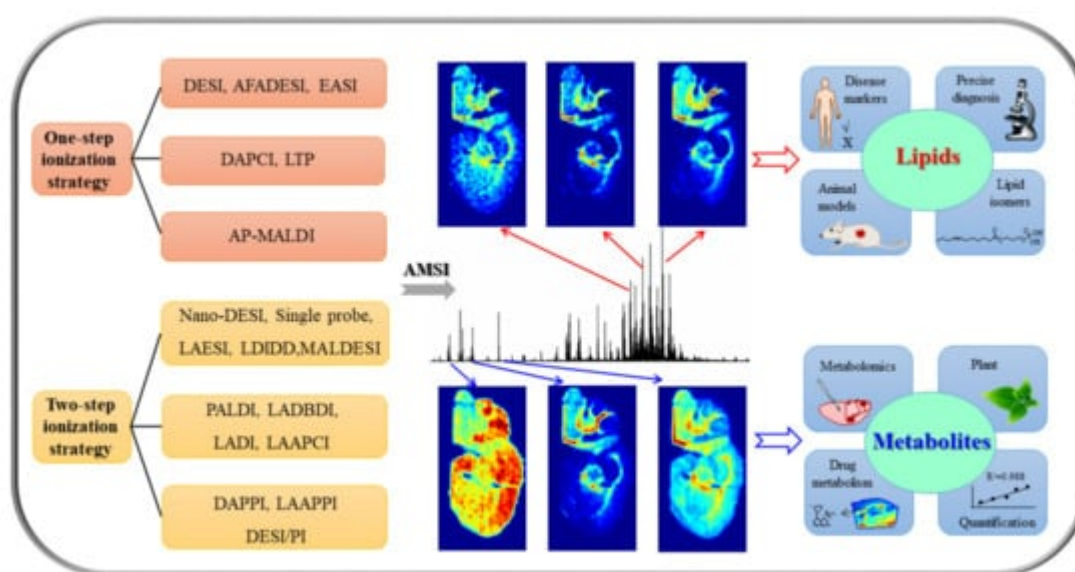 One-step
ionization
strategy
DESI, AFADESI, EASI
DAPCI, LTP
AP-MALDI
Two-step
ionization
strategy
Nano-DESI, Single probe,
LAESI, LDIDD,MALDESI
PALDI, LADBDI,
LADI, LAAPCI
DAPPI, LAAPPI
DESI/PI
AMSI
Disease
markers
√
X
Precise
diagnosis
Lipids
Animal
models
Lipid
isomers
Metabolomics
Plant
Metabolites
Drug
metabolism
Quantification